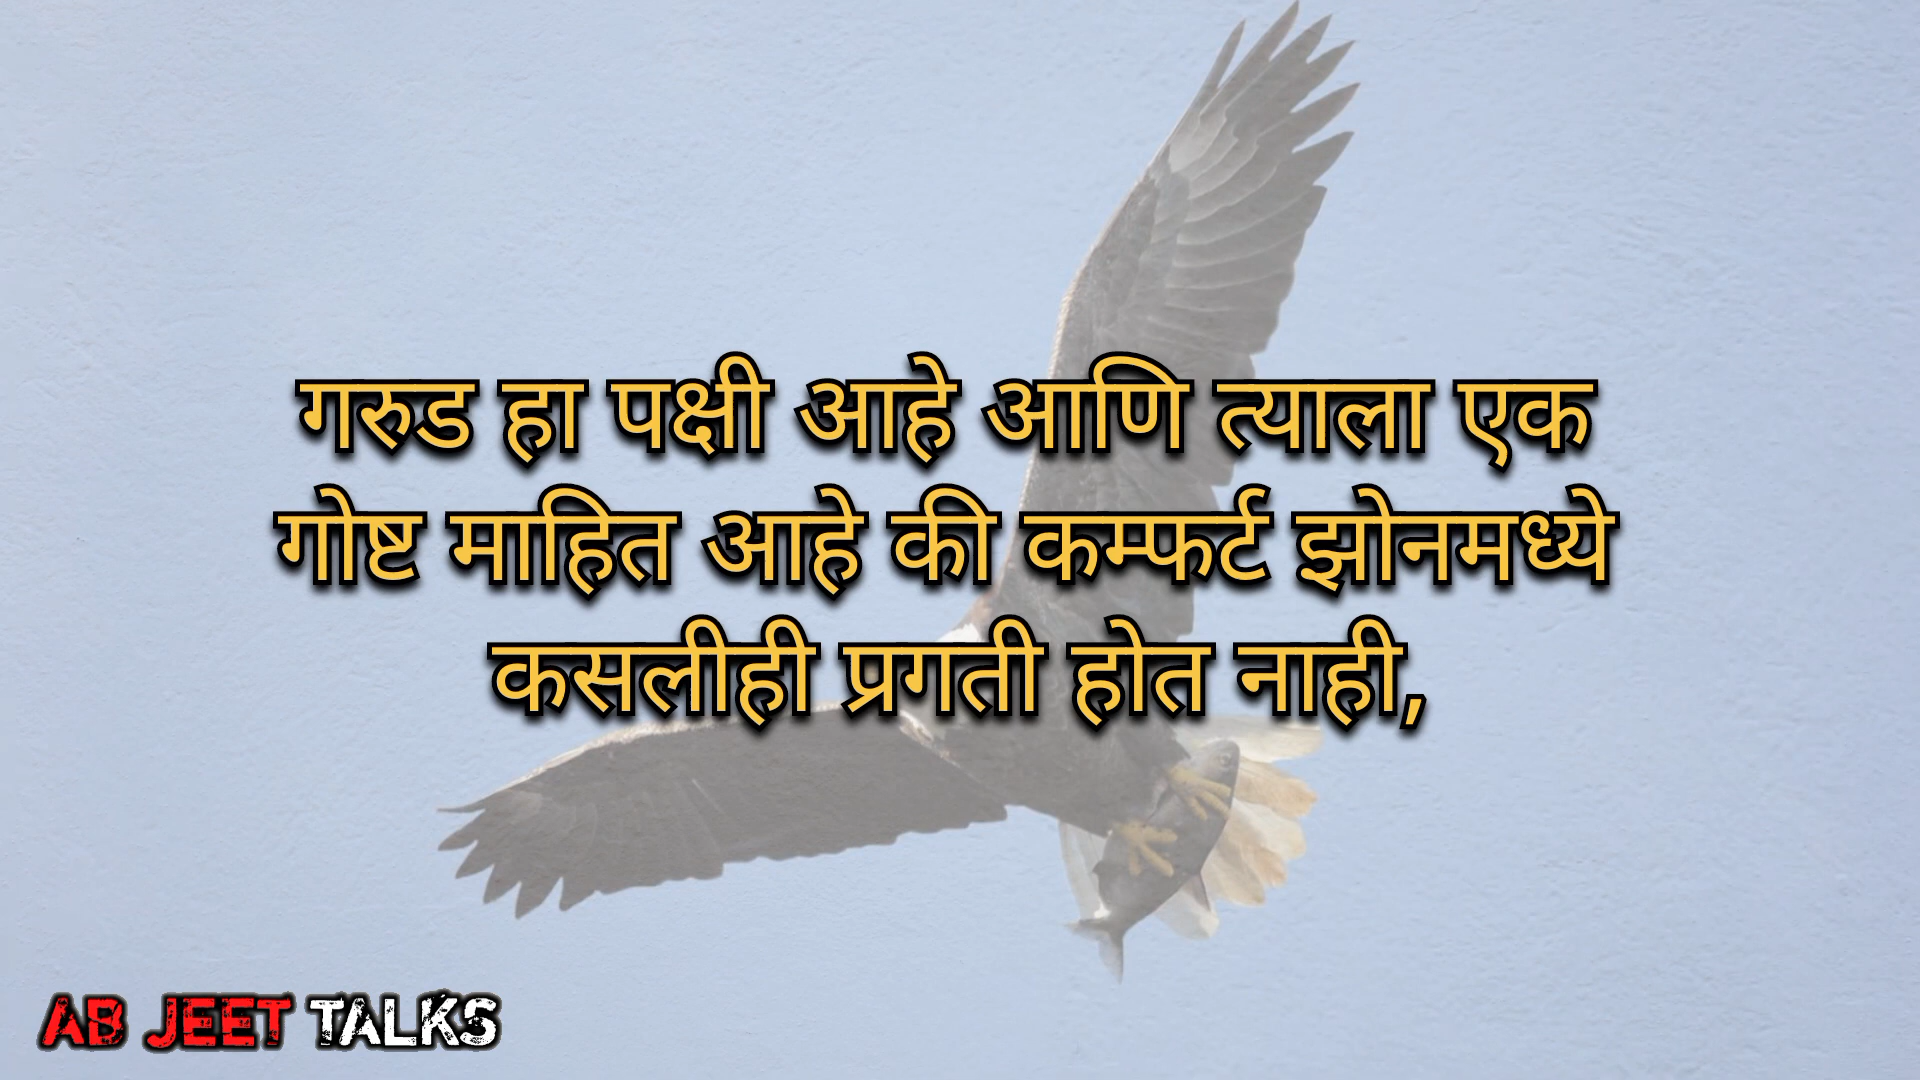 गरुड हा पक्षी आहे आणि त्याला एक
गोष्ट माहित आहे की कम्फर्ट झोनमध्ये
कसलीही प्रगती होत नाही,
AB JEET TALKS